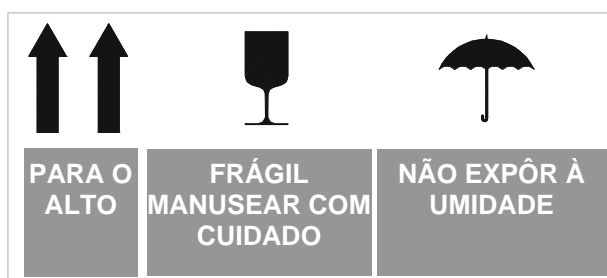 PARA O
ALTO
FRÁGIL
MANUSEAR COM
CUIDADO
NÃO EXPÔR À
UMIDADE